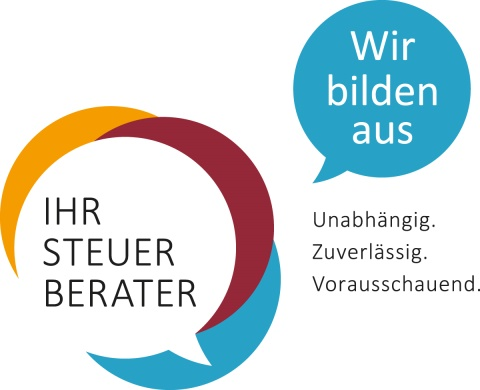 Wir
bilden
aus
IHR
STEUER
BERATER
Unabhängig.
Zuverlässig.
Vorausschauend.